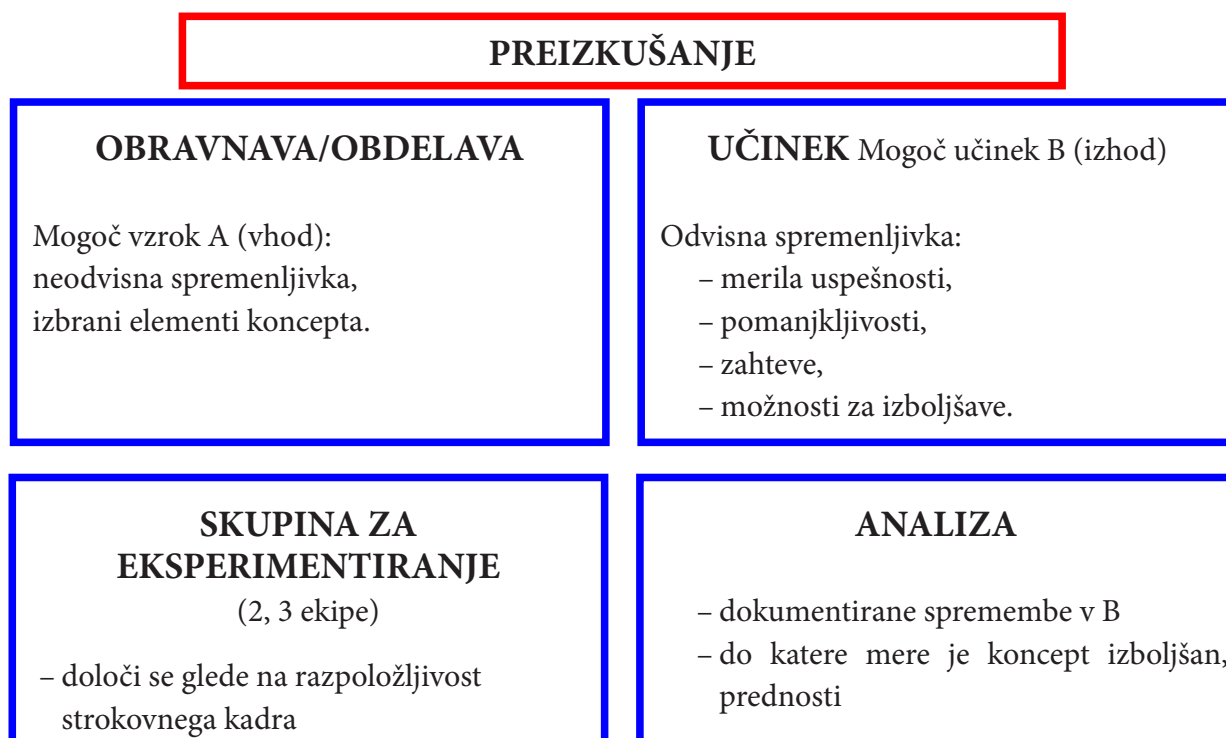 PREIZKUŠANJE
OBRAVNAVA/OBDELAVA
Mogoč vzrok A (vhod):
neodvisna spremenljivka,
izbrani elementi koncepta.
UČINEK Mogoč učinek B (izhod)
Odvisna spremenljivka:
– merila uspešnosti,
– pomanjkljivosti,
– zahteve,
– možnosti za izboljšave.
SKUPINA ZA
EKSPERIMENTIRANJE
(2, 3 ekipe)
– določi se glede na razpoložljivost
strokovnega kadra
ANALIZA
– dokumentirane spremembe v B
– do katere mere je koncept izboljšan,
prednosti